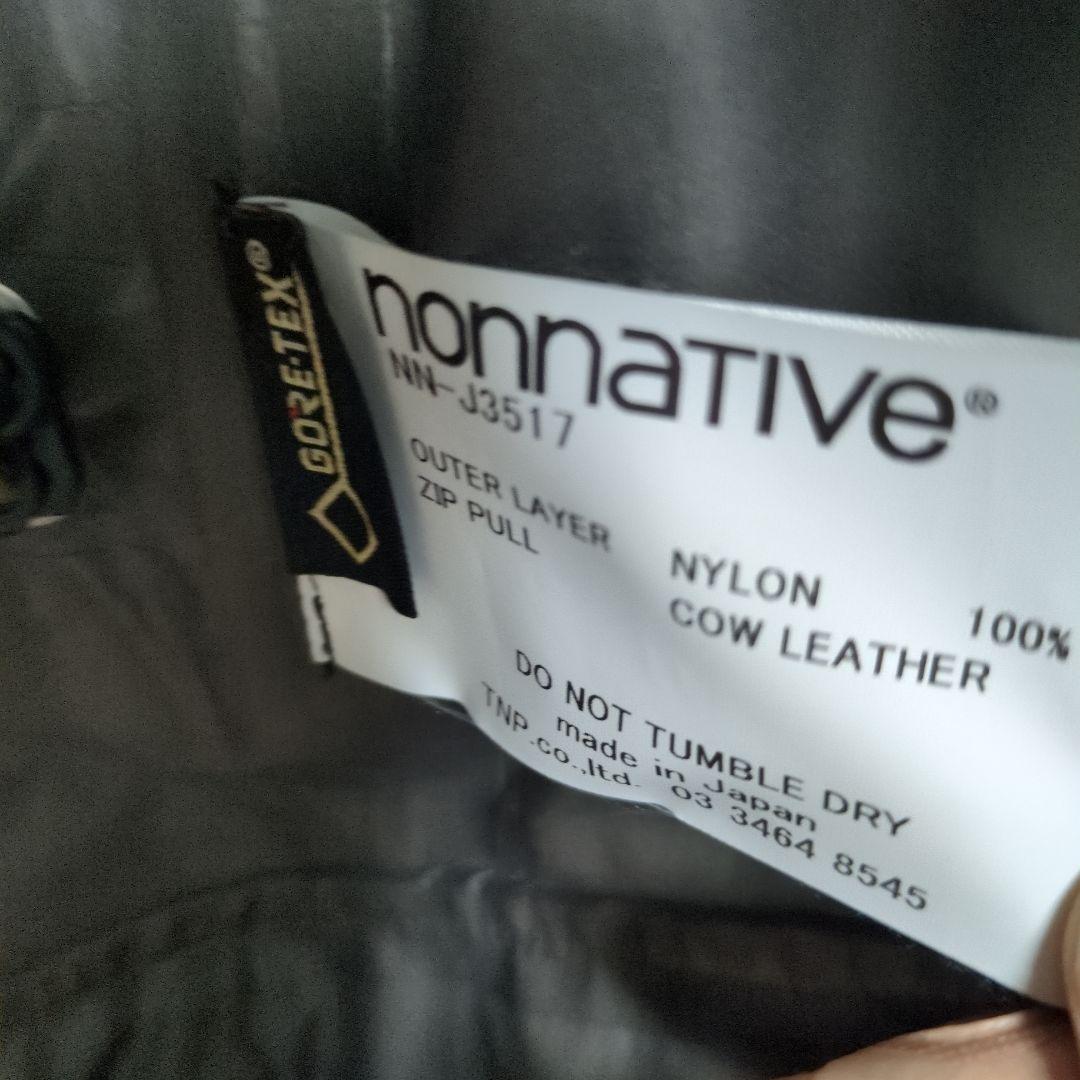 GORE-TEX®
nonnaTIVe®
NN-J3517
OUTER LAYER NYLON 100%
ZIP PULL COW LEATHER
DO NOT TUMBLE DRY
made in Japan
TNP.co.,ltd. 03 3464 8545